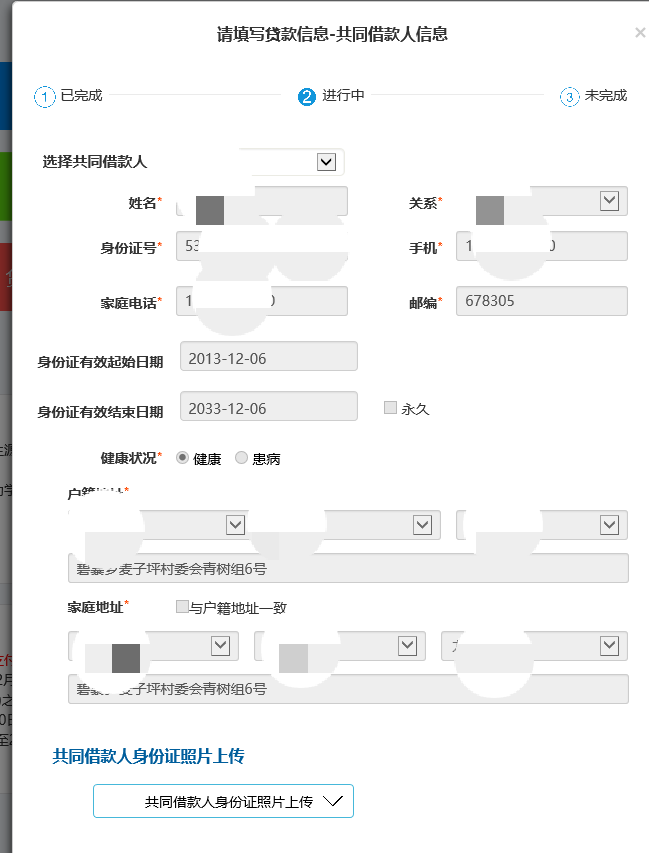 请填写贷款信息-共同借款人信息
×
1 已完成 2 进行中 3 未完成
选择共同借款人
姓名* 关系*
身份证号* 53 手机* 1 0
家庭电话* 1 0 邮编* 678305
身份证有效起始日期 2013-12-06
身份证有效结束日期 2033-12-06 永久
健康状况* 健康 患病
户籍地址*
碧寨乡麦子坪村委会青树组6号
家庭地址* 与户籍地址一致
碧寨乡麦子坪村委会青树组6号
共同借款人身份证照片上传
共同借款人身份证照片上传